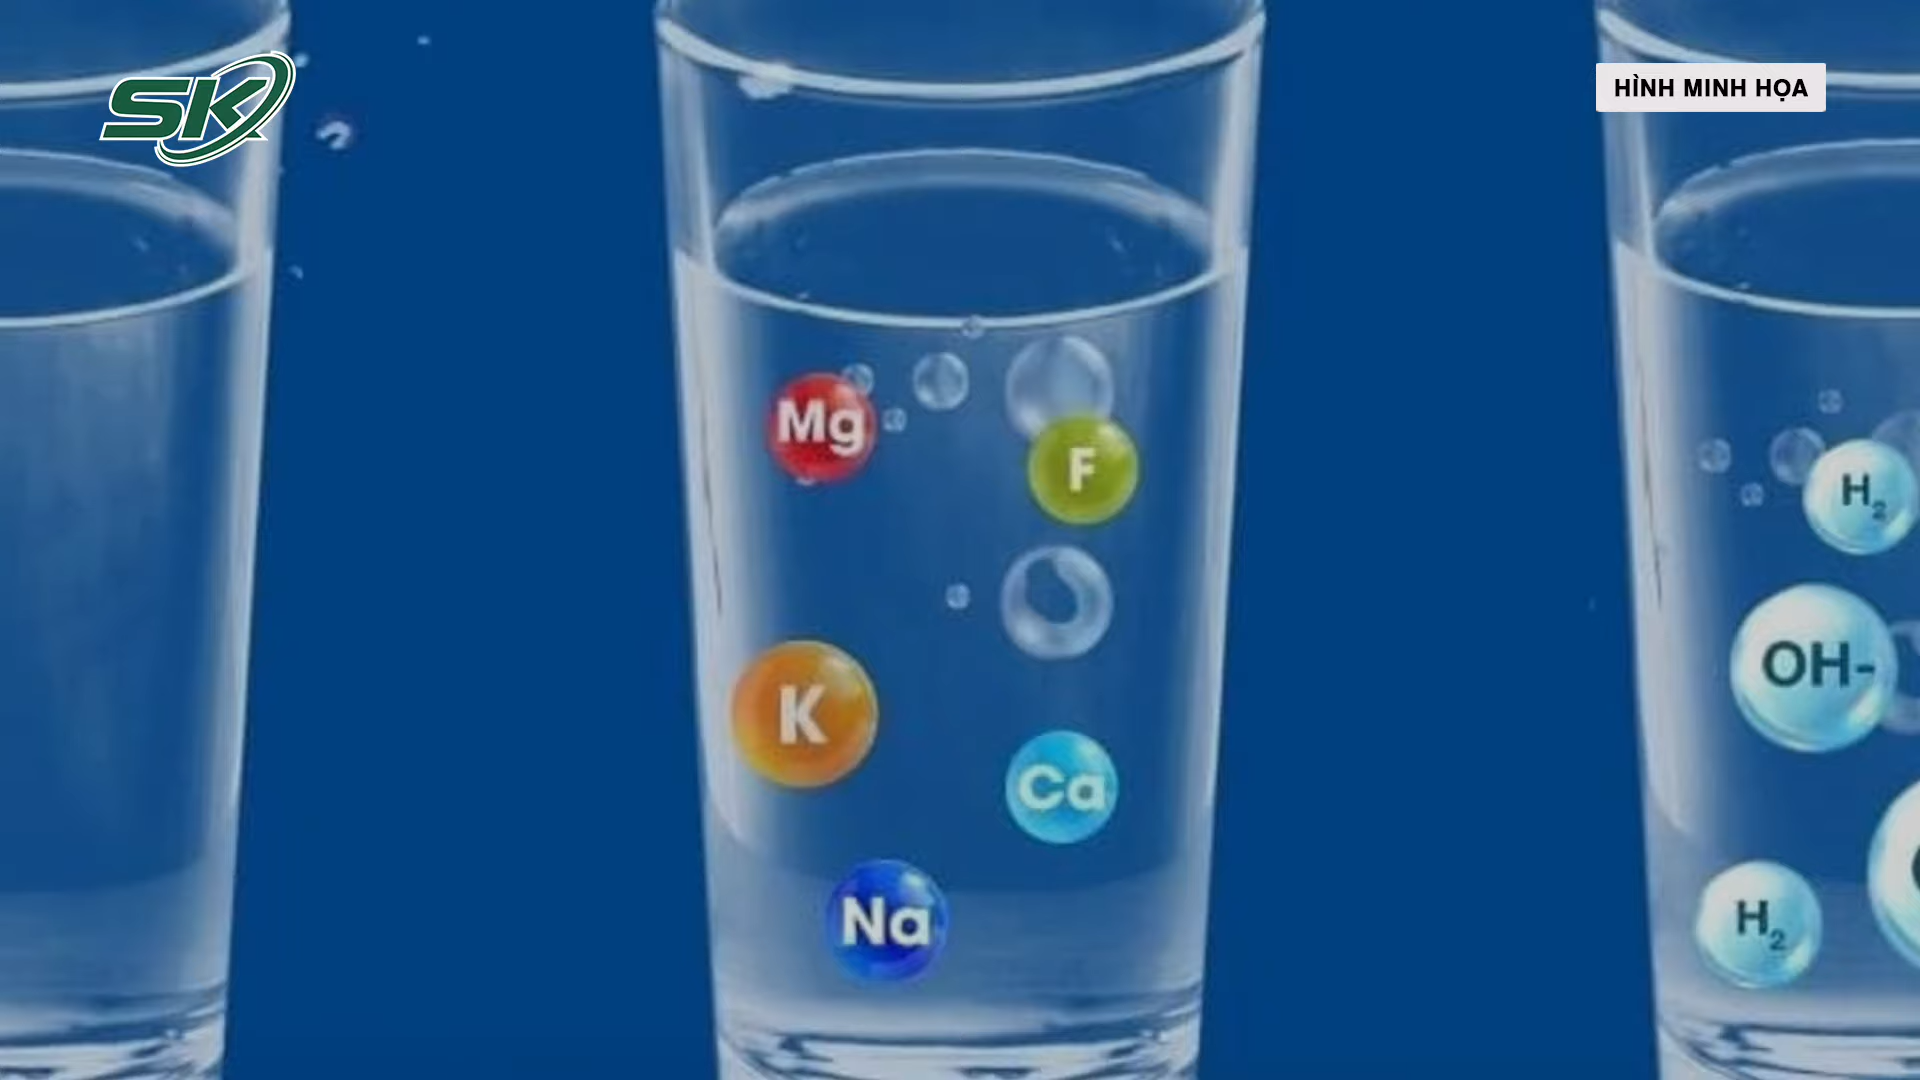 SK
HÌNH MINH HỌA
Mg
F
H₂
OH-
K
Ca
Na
H₂